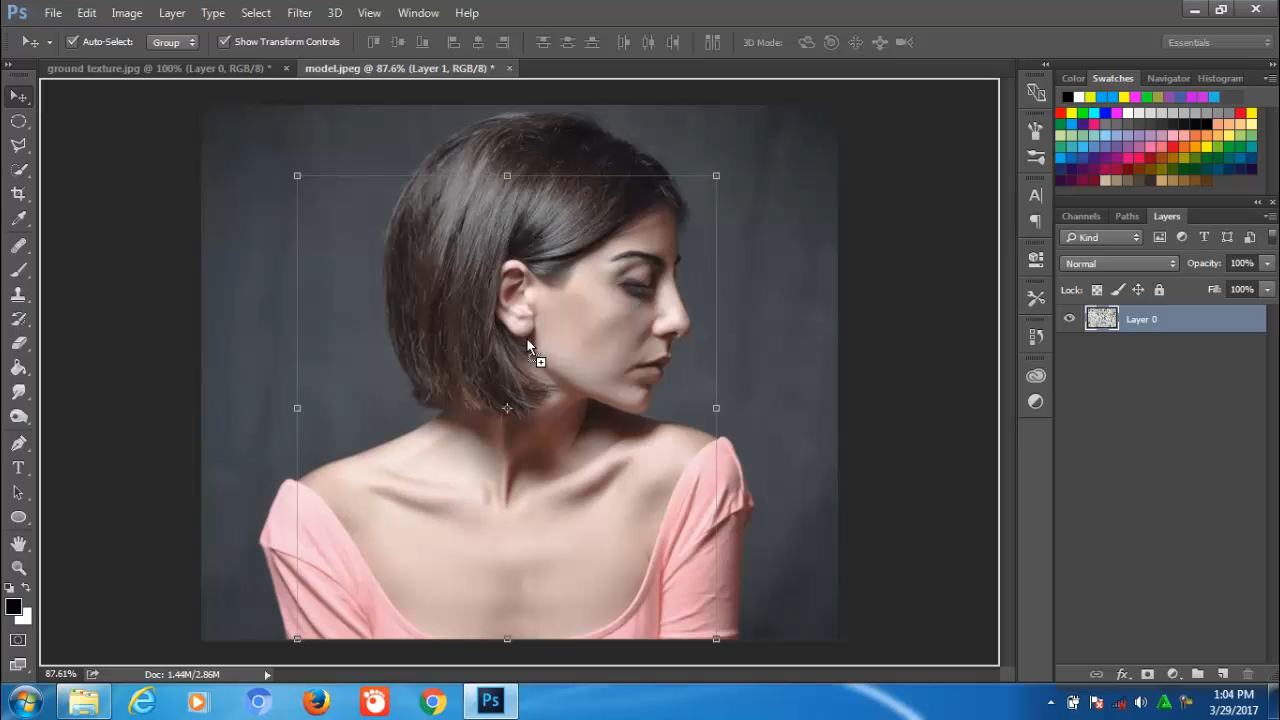 Ps File Edit Image Layer Type Select Filter 3D View Window Help
Auto-Select: Group Show Transform Controls 3D Mode: Essentials
ground texture.jpg @ 100% (Layer 0, RGB/8) * × model.jpeg @ 87.6% (Layer 1, RGB/8) * ×
Color Swatches Navigator Histogram
Channels Paths Layers
Kind
Normal Opacity: 100%
Lock: Fill: 100%
Layer 0
87.61% Doc: 1.44M/2.86M
fx
Ps
1:04 PM
3/29/2017